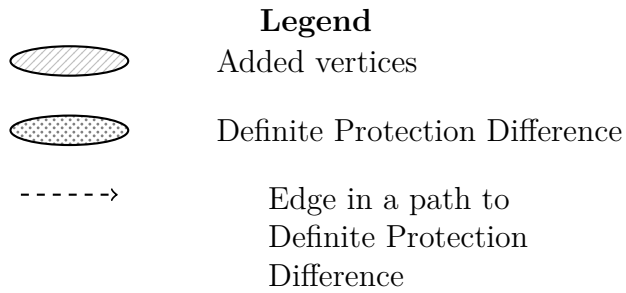 Legend
Added vertices
Definite Protection Difference
Edge in a path to
Definite Protection
Difference